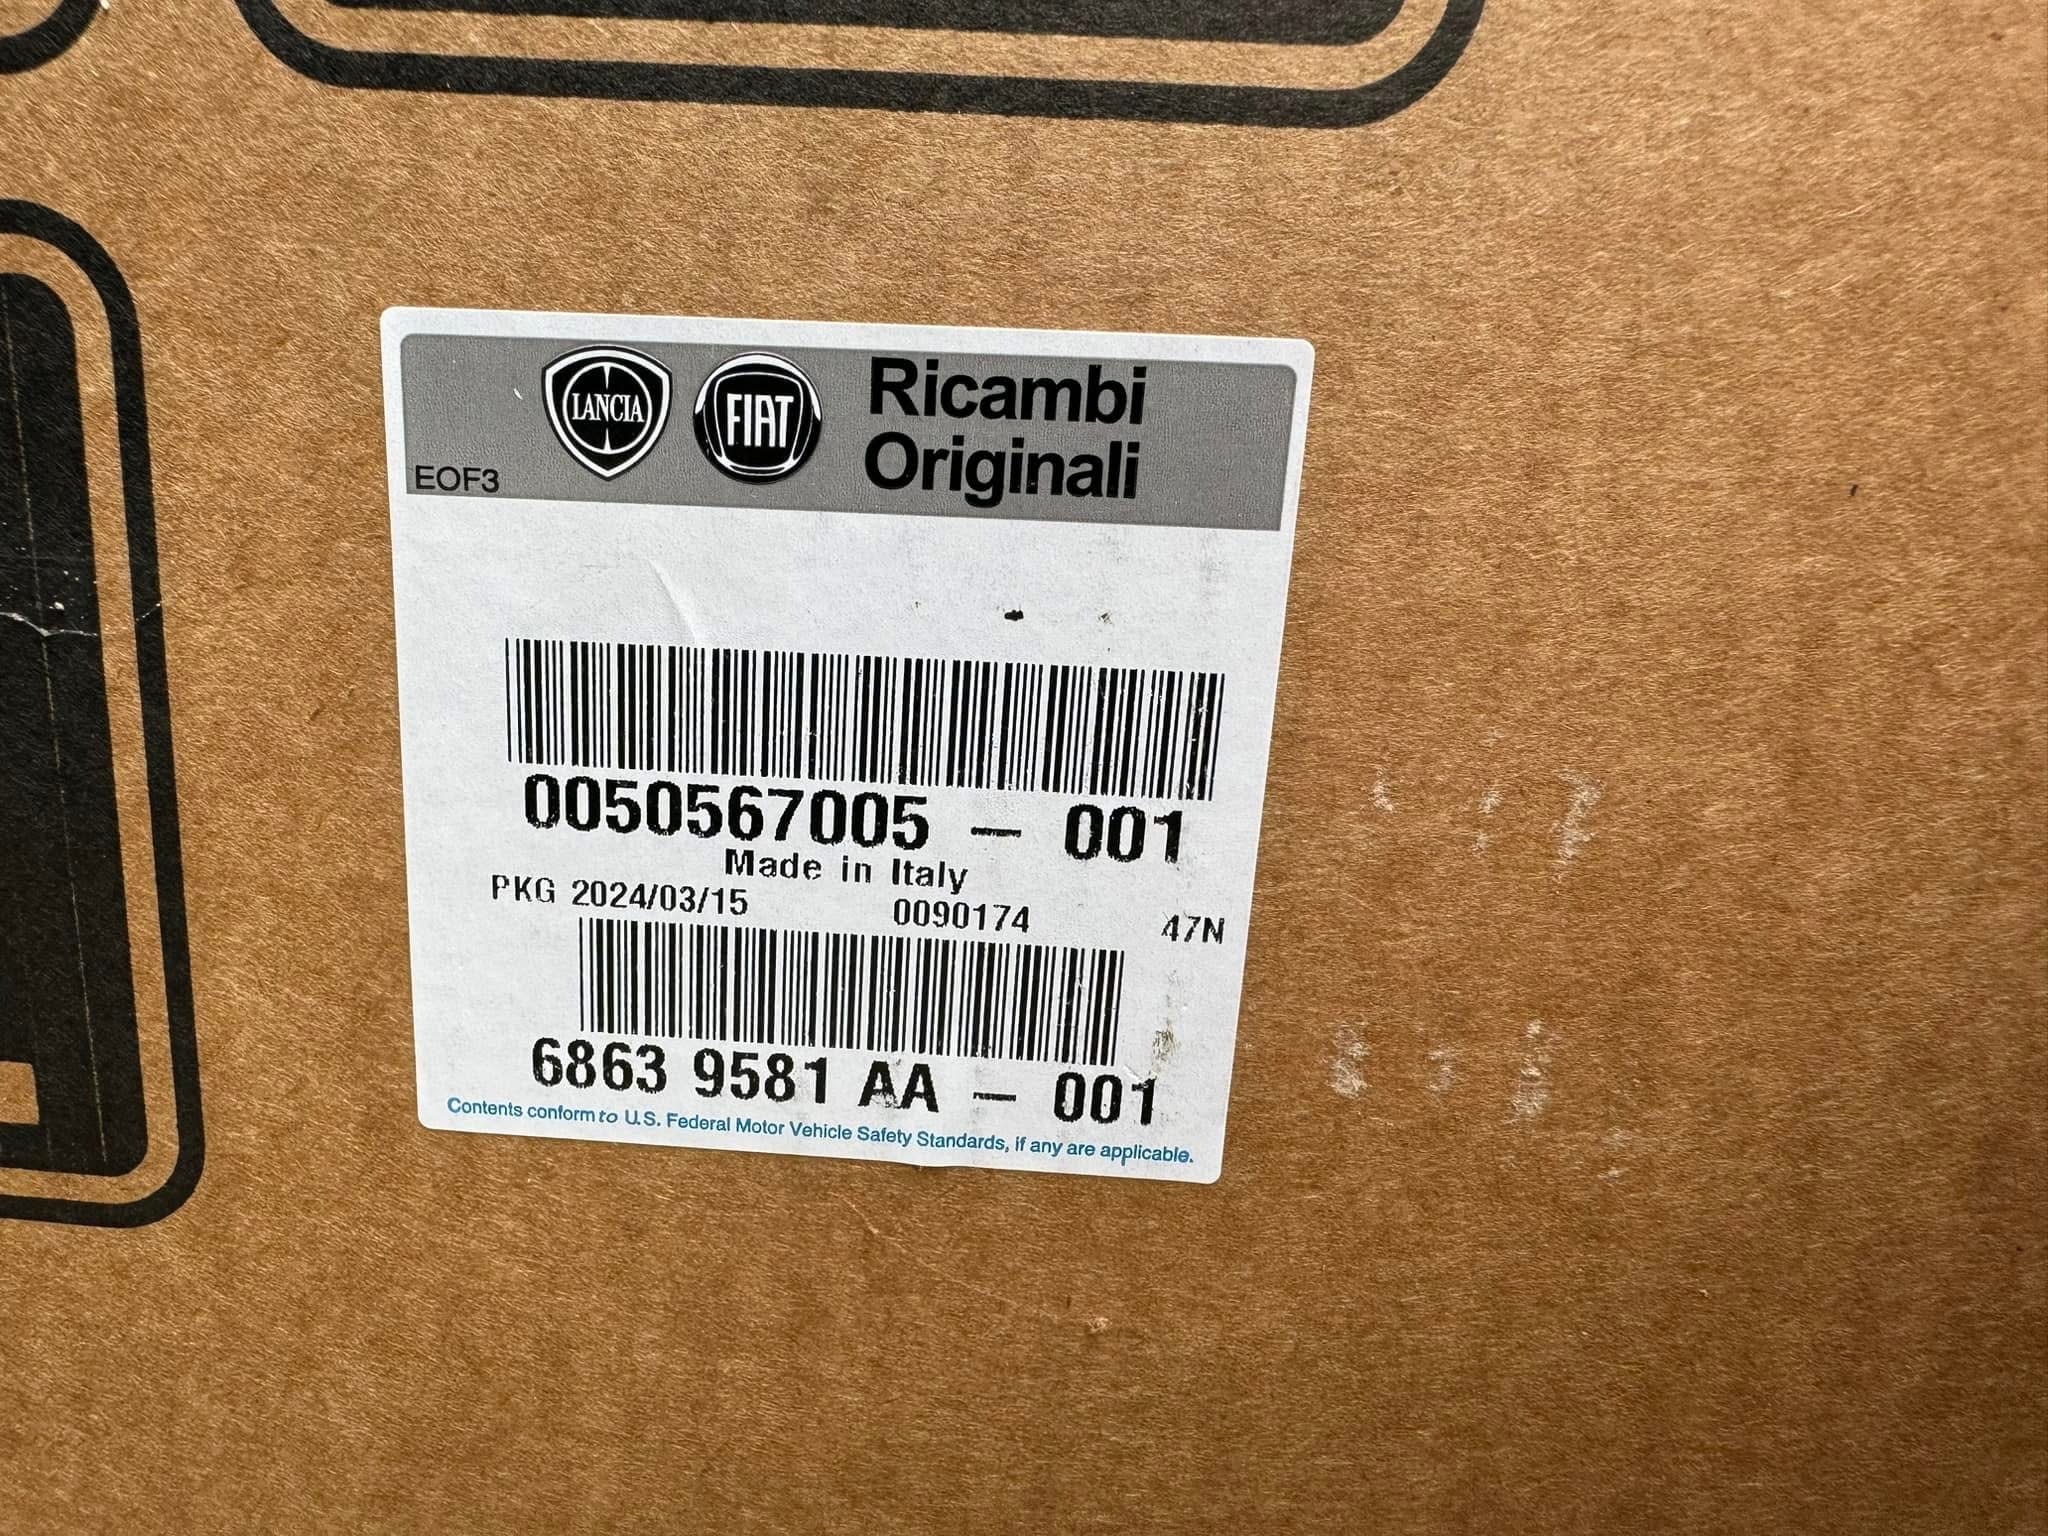 LANCIA
FIAT
Ricambi
Originali
EOF3
0050567005 - 001
Made in Italy
PKG 2024/03/15 0090174 47N
6863 9581 AA - 001
Contents conform to U.S. Federal Motor Vehicle Safety Standards, if any are applicable.